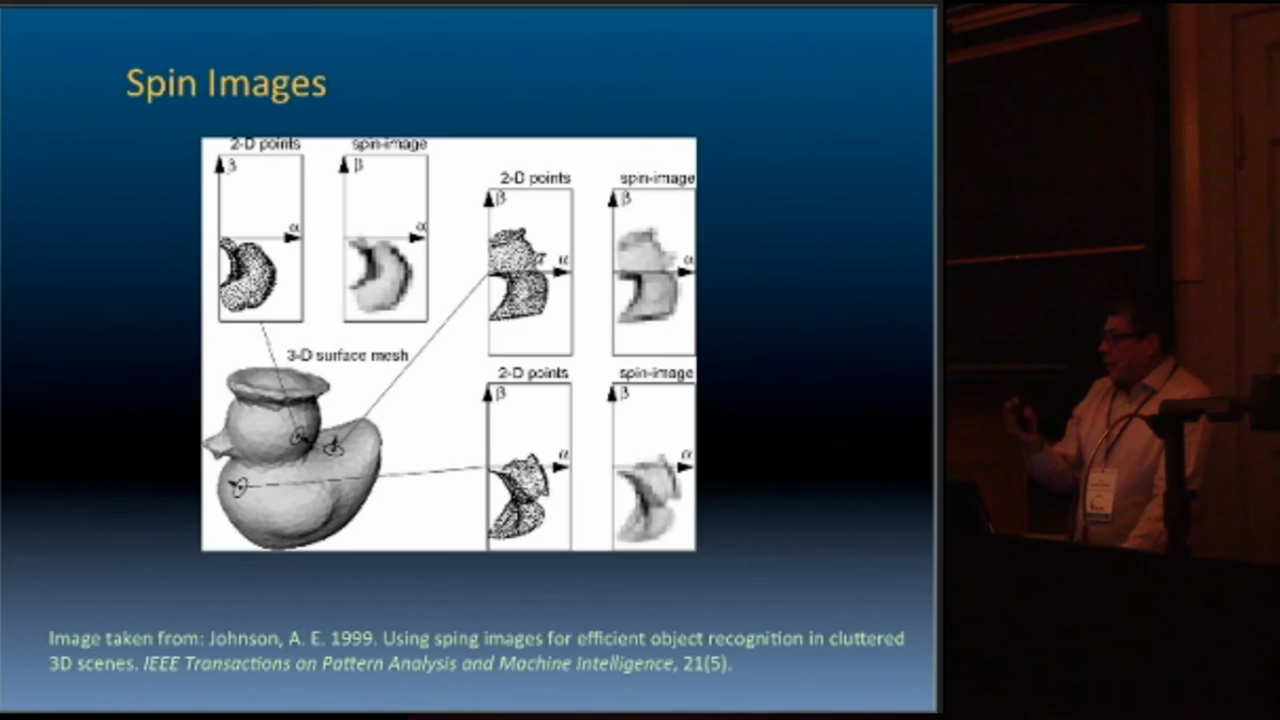 Spin Images
2-D points
spin-image
β
β
α
α
2-D points
spin-image
β
β
α
α
3-D surface mesh
2-D points
spin-image
β
β
α
α
Image taken from: Johnson, A. E. 1999. Using sping images for efficient object recognition in cluttered
3D scenes. IEEE Transactions on Pattern Analysis and Machine Intelligence, 21(5).